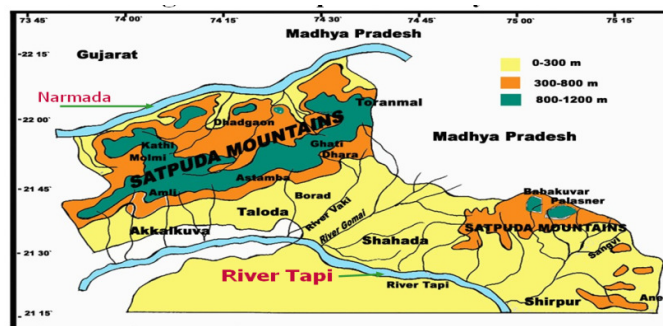 73 45
74 00
74 15
74 30
74 45
75 00
75 15
Madhya Pradesh
22 15
Gujarat
0-300 m
300-800 m
800-1200 m
Narmada
Toranmal
22 00
Dhadgaon
Kathi
Molmi
SATPUDA MOUNTAINS
Ghati
Dhara
Madhya Pradesh
Astamba
21 45
Amli
Borad
Babakuvar
Palasner
Taloda
River Vaki
Akkalkuva
River Gomai
SATPUDA MOUNTAINS
Shahada
Sangvi
21 30
River Tapi
River Tapi
Shirpur
21 15